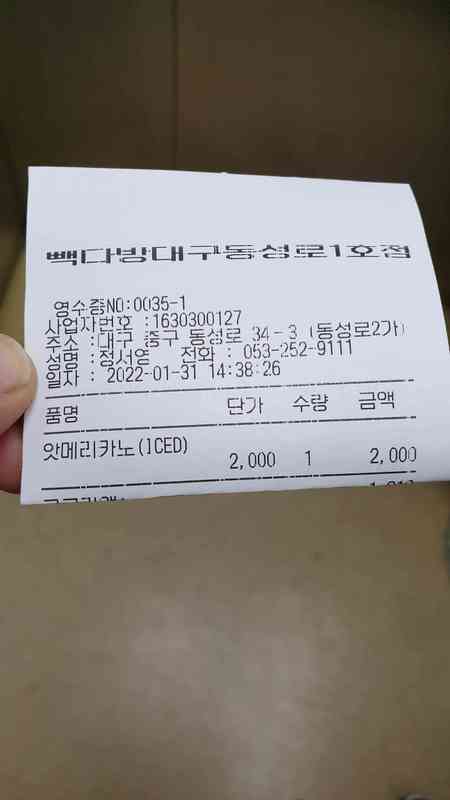 빽다방대구동성로1호점
영수증NO:0035-1
사업자번호 :1630300127
주소 :대구 중구 동성로 34-3 (동성로2가)
성명 :정서영 전화 : 053-252-9111
일자 : 2022-01-31 14:38:26
품명 단가 수량 금액
앗메리카노(ICED)
2,000 1 2,000